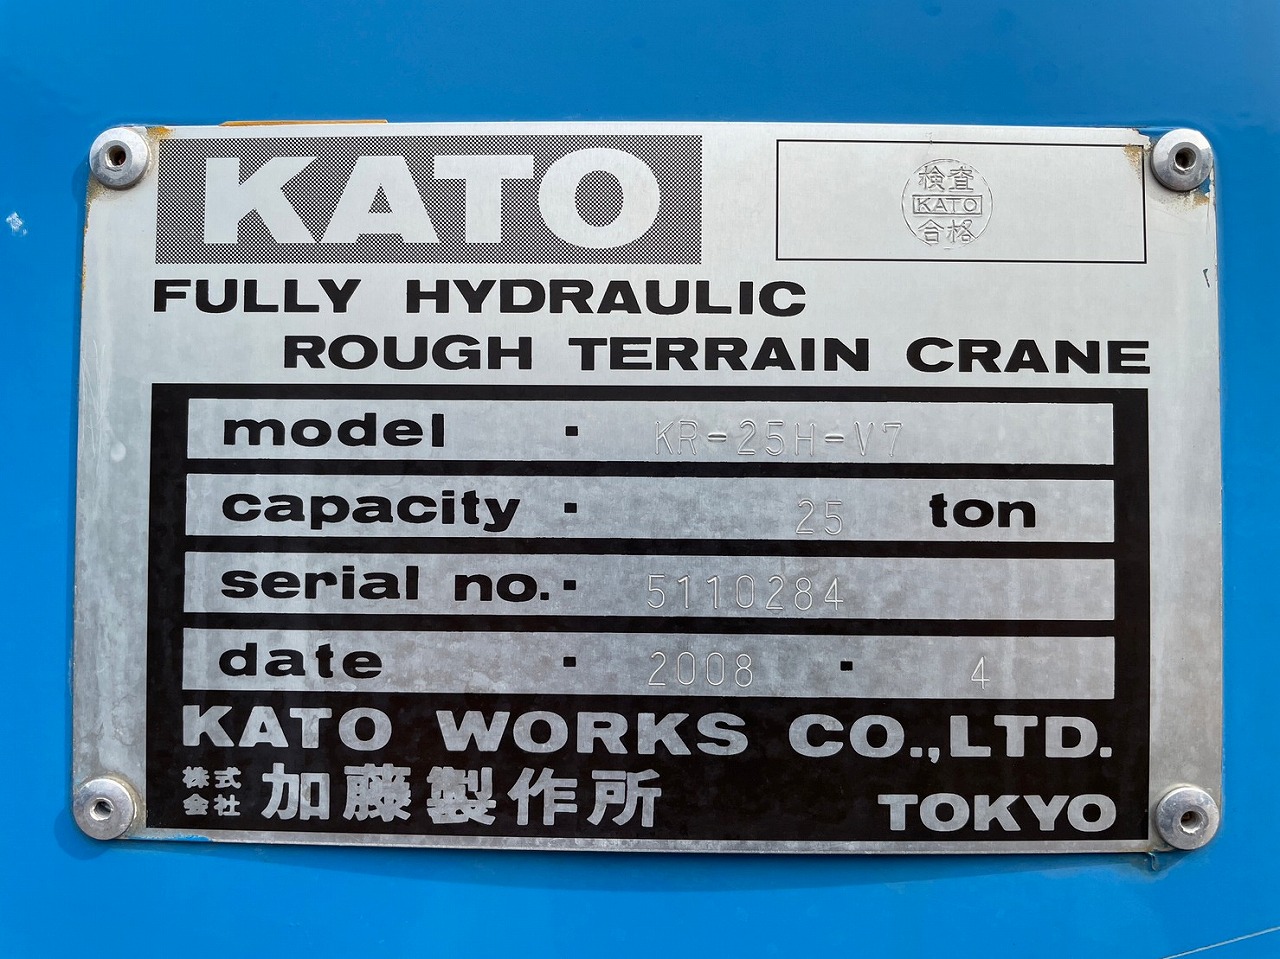 KATO
検査
KATO
合格
FULLY HYDRAULIC
ROUGH TERRAIN CRANE
model · KR-25H-V7
capacity · 25 ton
serial no. · 5110284
date · 2008 · 4
KATO WORKS CO.,LTD.
株式会社 加藤製作所 TOKYO